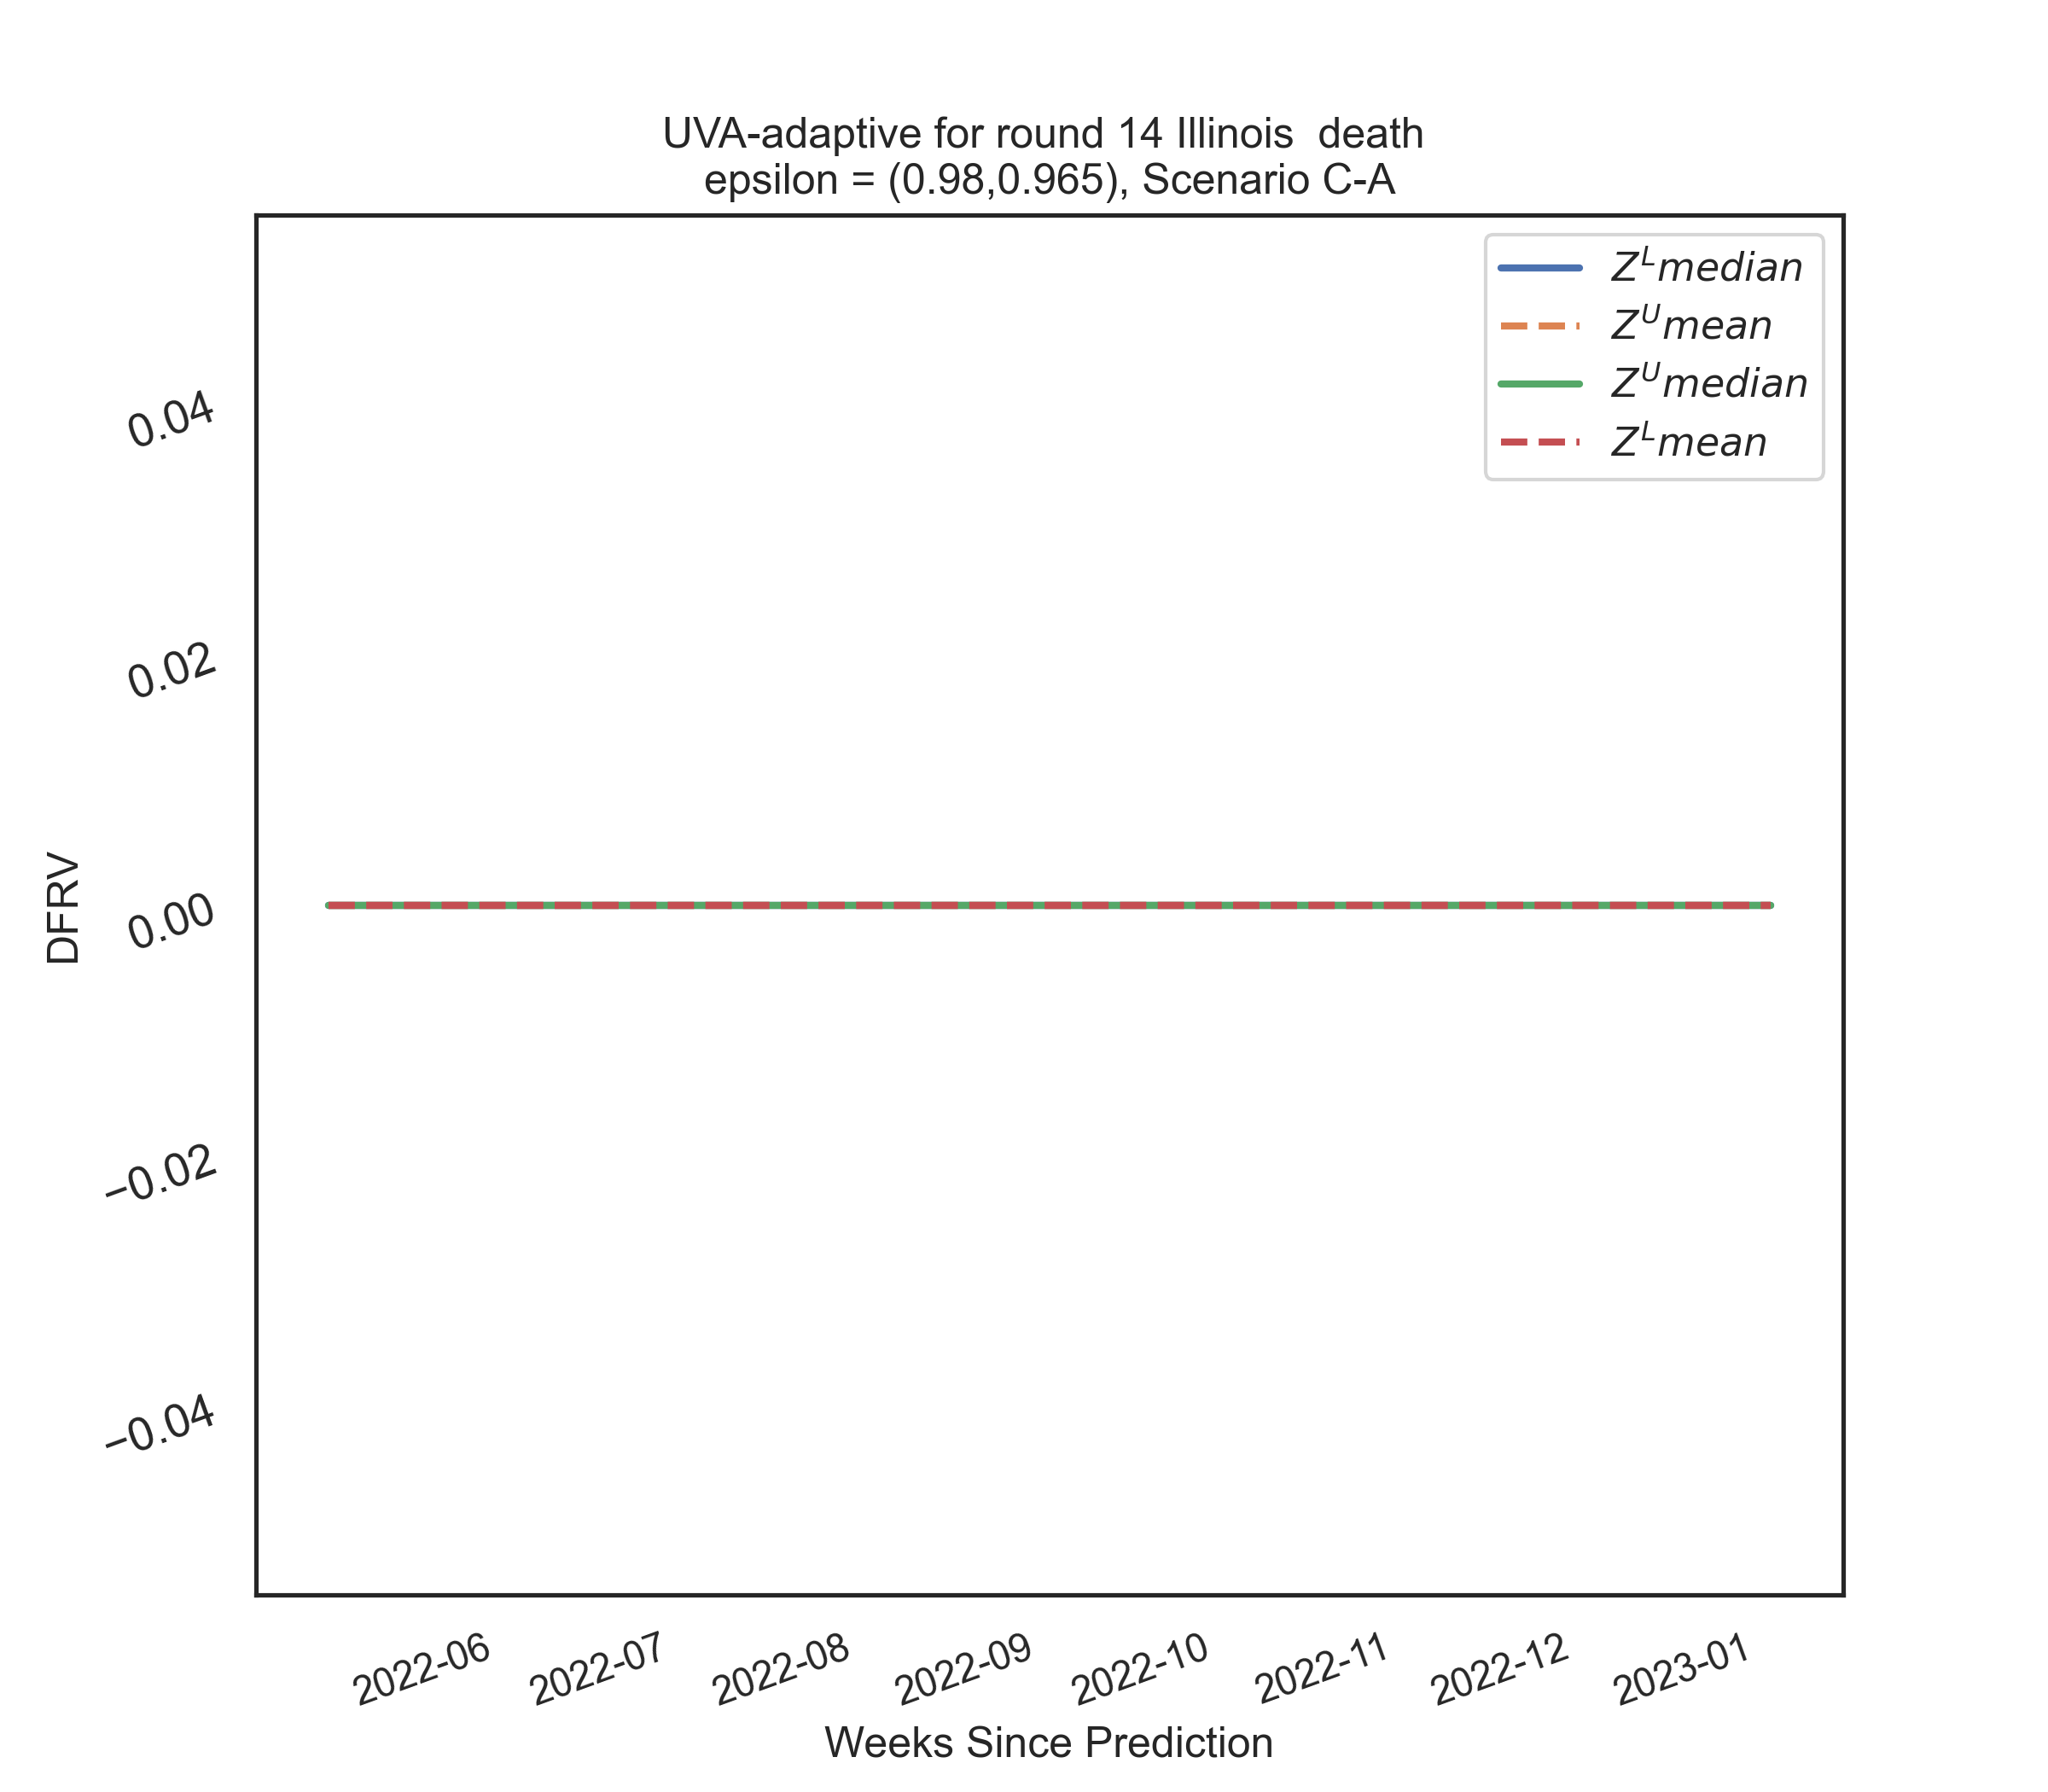 UVA-adaptive for round 14 Illinois  death
epsilon = (0.98,0.965), Scenario C-A
Z^L median
Z^U mean
Z^U median
Z^L mean
0.04
0.02
0.00
−0.02
−0.04
DFRV
2022-06
2022-07
2022-08
2022-09
2022-10
2022-11
2022-12
2023-01
Weeks Since Prediction